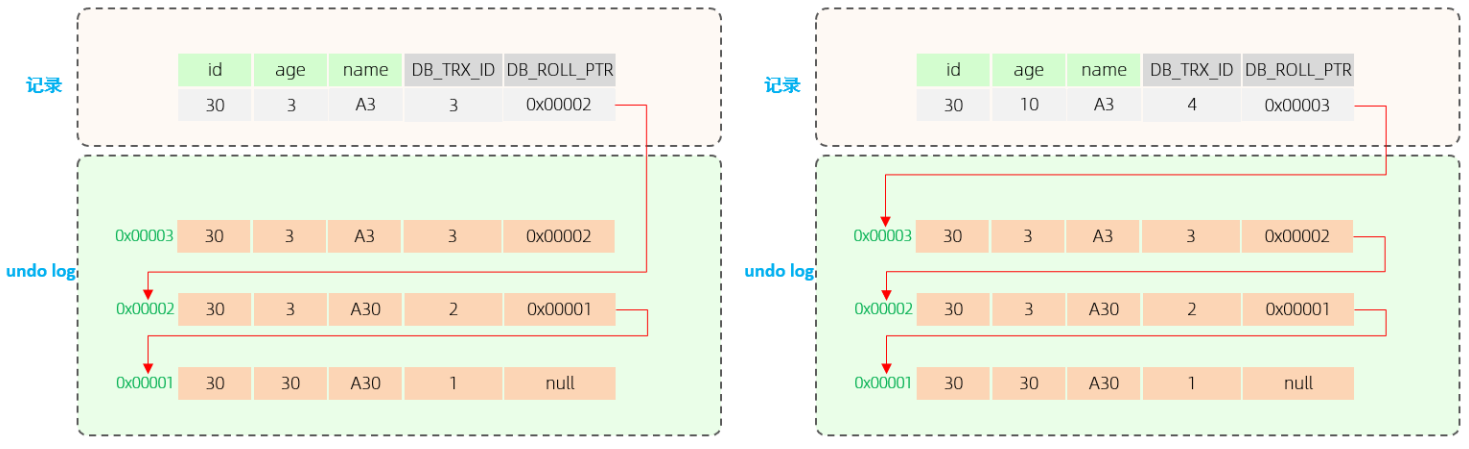 id age name DB_TRX_ID DB_ROLL_PTR
记录
30 3 A3 3 0x00002
0x00003 30 3 A3 3 0x00002
undo log
0x00002 30 3 A30 2 0x00001
0x00001 30 30 A30 1 null
id age name DB_TRX_ID DB_ROLL_PTR
记录
30 10 A3 4 0x00003
0x00003 30 3 A3 3 0x00002
undo log
0x00002 30 3 A30 2 0x00001
0x00001 30 30 A30 1 null